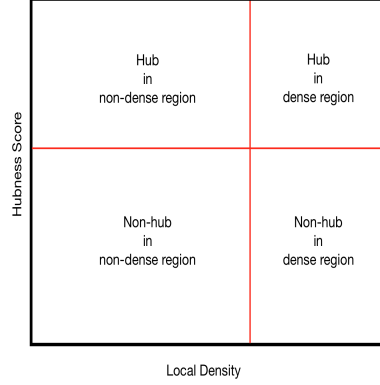 Hub
in
non-dense region
Hub
in
dense region
Hubness Score
Non-hub
in
non-dense region
Non-hub
in
dense region
Local Density